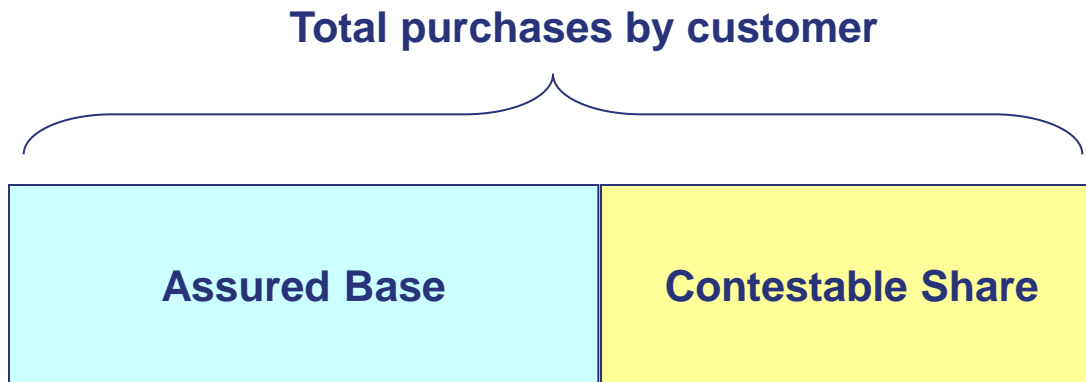 Total purchases by customer
Assured Base
Contestable Share